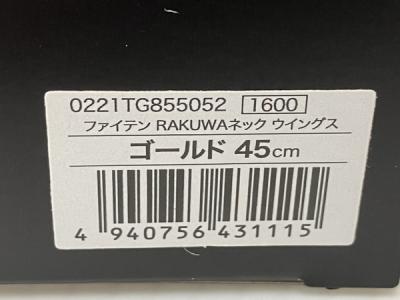 0221TG855052 1600
ファイテン RAKUWAネック ウイングス
ゴールド 45cm
4 940756 431115